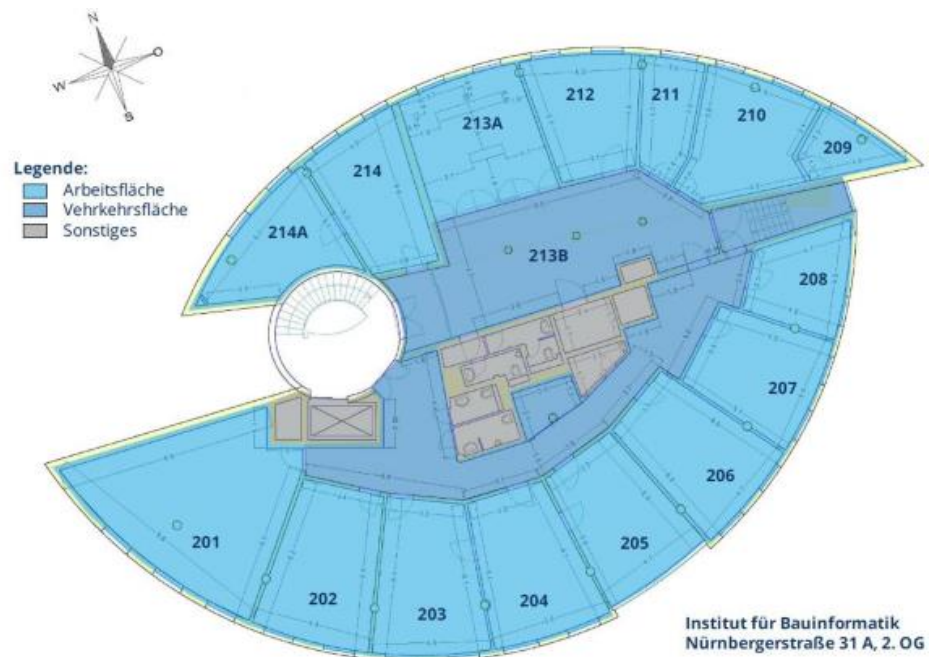 N
O
W
S
Legende:
Arbeitsfläche
Vehrkehrsfläche
Sonstiges
209
210
211
212
213A
214
214A
213B
208
207
206
205
204
203
202
201
Institut für Bauinformatik
Nürnbergerstraße 31 A, 2. OG